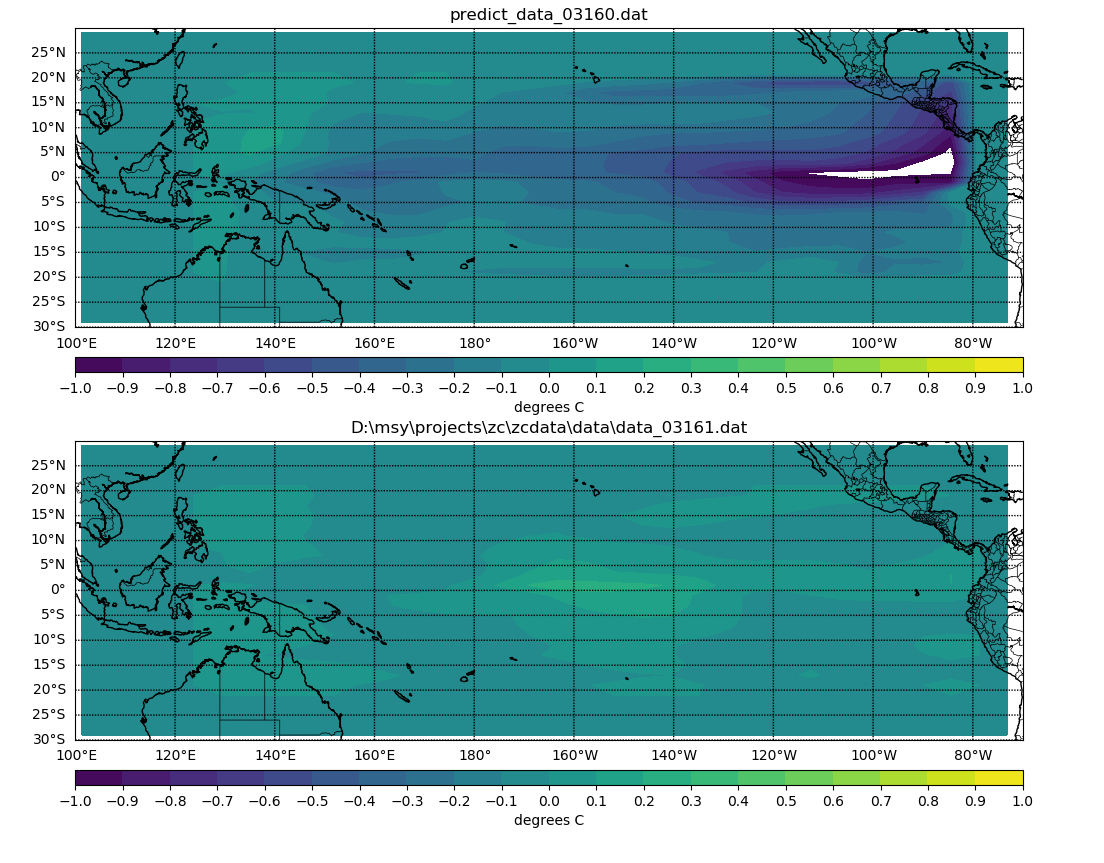 predict_data_03160.dat
25°N
20°N
15°N
10°N
5°N
0°
5°S
10°S
15°S
20°S
25°S
30°S
100°E 120°E 140°E 160°E 180° 160°W 140°W 120°W 100°W 80°W
−1.0 −0.9 −0.8 −0.7 −0.6 −0.5 −0.4 −0.3 −0.2 −0.1 0.0 0.1 0.2 0.3 0.4 0.5 0.6 0.7 0.8 0.9 1.0
degrees C
D:\msy\projects\zc\zcdata\data\data_03161.dat
25°N
20°N
15°N
10°N
5°N
0°
5°S
10°S
15°S
20°S
25°S
30°S
100°E 120°E 140°E 160°E 180° 160°W 140°W 120°W 100°W 80°W
−1.0 −0.9 −0.8 −0.7 −0.6 −0.5 −0.4 −0.3 −0.2 −0.1 0.0 0.1 0.2 0.3 0.4 0.5 0.6 0.7 0.8 0.9 1.0
degrees C